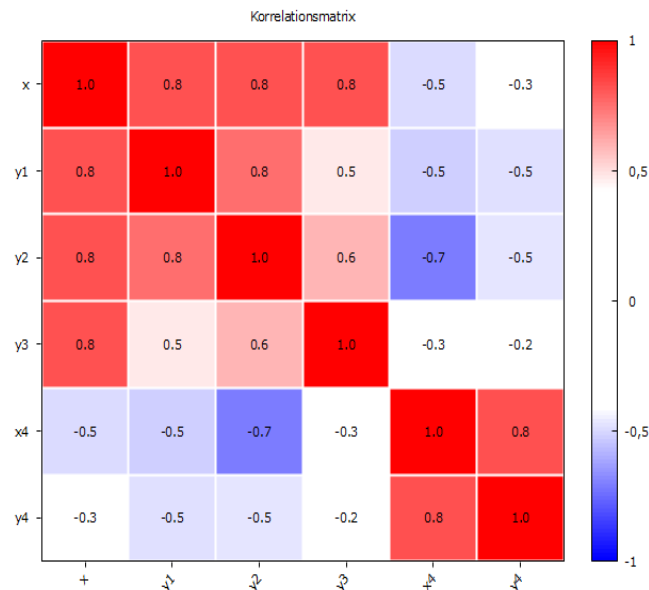 Korrelationsmatrix
x 1.0 0.8 0.8 0.8 -0.5 -0.3
y1 0.8 1.0 0.8 0.5 -0.5 -0.5
y2 0.8 0.8 1.0 0.6 -0.7 -0.5
y3 0.8 0.5 0.6 1.0 -0.3 -0.2
x4 -0.5 -0.5 -0.7 -0.3 1.0 0.8
y4 -0.3 -0.5 -0.5 -0.2 0.8 1.0
x y1 y2 y3 x4 y4
1
0,5
0
-0,5
-1